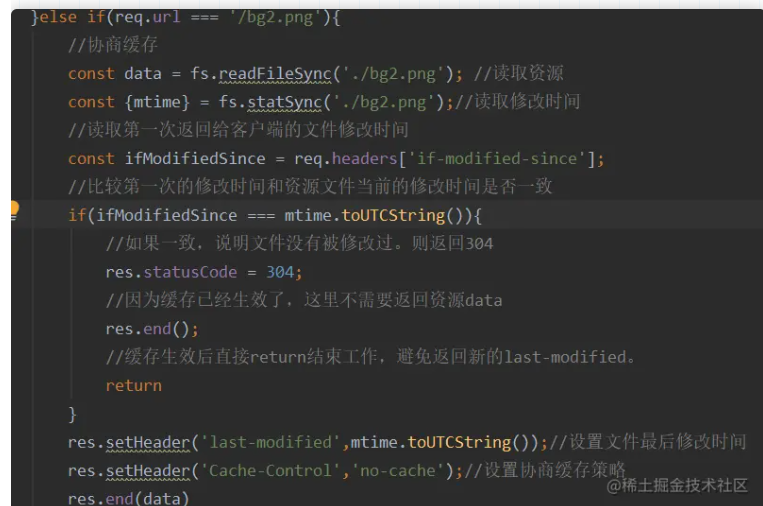 }else if(req.url === '/bg2.png'){
//协商缓存
const data = fs.readFileSync('./bg2.png'); //读取资源
const {mtime} = fs.statSync('./bg2.png');//读取修改时间
//读取第一次返回给客户端的文件修改时间
const ifModifiedSince = req.headers['if-modified-since'];
//比较第一次的修改时间和资源文件当前的修改时间是否一致
if(ifModifiedSince === mtime.toUTCString()){
//如果一致，说明文件没有被修改过。则返回304
res.statusCode = 304;
//因为缓存已经生效了，这里不需要返回资源data
res.end();
//缓存生效后直接return结束工作，避免返回新的last-modified。
return
}
res.setHeader('last-modified',mtime.toUTCString());//设置文件最后修改时间
res.setHeader('Cache-Control','no-cache');//设置协商缓存策略
res.end(data)
@稀土掘金技术社区